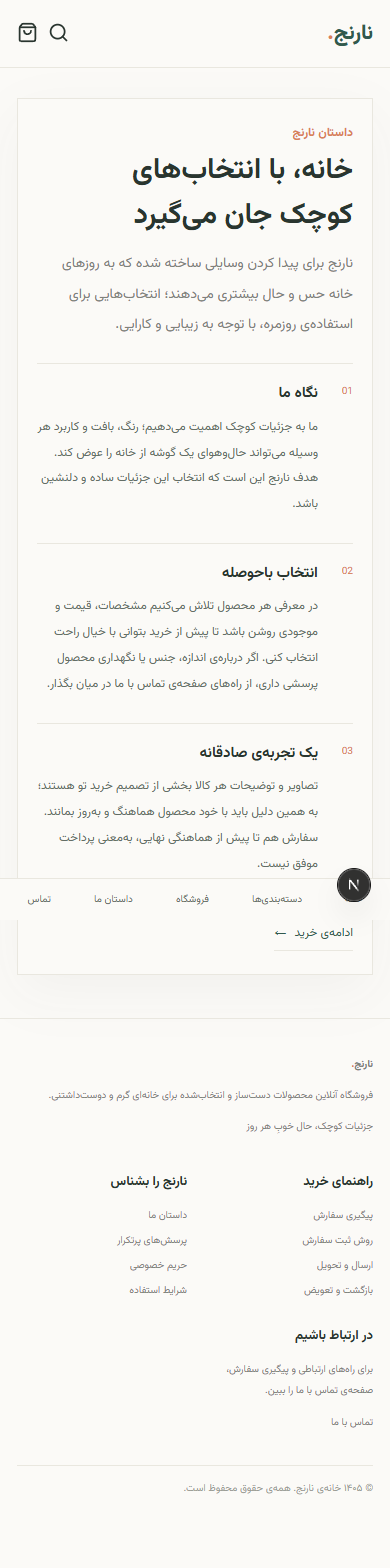 نارنج.
داستان نارنج
خانه، با انتخاب‌های
کوچک جان می‌گیرد
نارنج برای پیدا کردن وسایلی ساخته شده که به روزهای
خانه حس و حال بیشتری می‌دهند؛ انتخاب‌هایی برای
استفاده‌ی روزمره، با توجه به زیبایی و کارایی.
01
نگاه ما
ما به جزئیات کوچک اهمیت می‌دهیم؛ رنگ، بافت و کاربرد هر
وسیله می‌تواند حال‌وهوای یک گوشه از خانه را عوض کند.
هدف نارنج این است که انتخاب این جزئیات ساده و دلنشین
باشد.
02
انتخاب باحوصله
در معرفی هر محصول تلاش می‌کنیم مشخصات، قیمت و
موجودی روشن باشد تا پیش از خرید بتوانی با خیال راحت
انتخاب کنی. اگر درباره‌ی اندازه، جنس یا نگهداری محصول
پرسشی داری، از راه‌های صفحه‌ی تماس با ما در میان بگذار.
03
یک تجربه‌ی صادقانه
تصاویر و توضیحات هر کالا بخشی از تصمیم خرید تو هستند؛
به همین دلیل باید با خود محصول هماهنگ و به‌روز بمانند.
سفارش هم تا پیش از هماهنگی نهایی، به‌معنی پرداخت
موفق نیست.
N
دسته‌بندی‌ها
فروشگاه
داستان ما
تماس
ادامه‌ی خرید ←
نارنج.
فروشگاه آنلاین محصولات دست‌ساز و انتخاب‌شده برای خانه‌ای گرم و دوست‌داشتنی.
جزئیات کوچک، حال خوب هر روز
راهنمای خرید
پیگیری سفارش
روش ثبت سفارش
ارسال و تحویل
بازگشت و تعویض
نارنج را بشناس
داستان ما
پرسش‌های پرتکرار
حریم خصوصی
شرایط استفاده
در ارتباط باشیم
برای راه‌های ارتباطی و پیگیری سفارش،
صفحه‌ی تماس با ما را ببین.
تماس با ما
© ۱۴۰۵ خانه‌ی نارنج. همه‌ی حقوق محفوظ است.